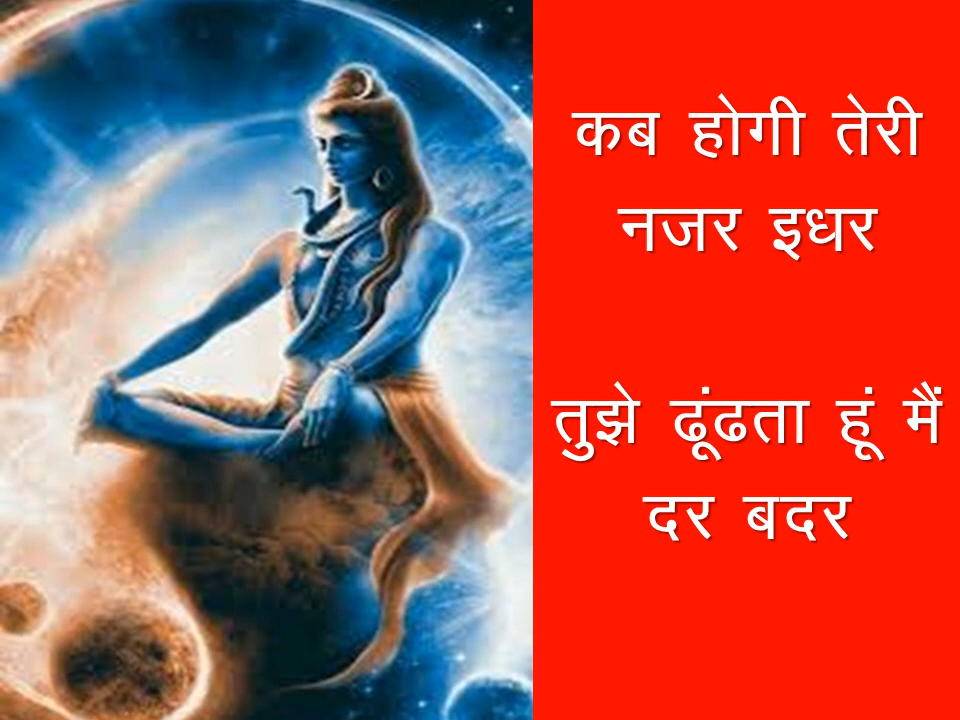 कब होगी तेरी
नजर इधर
तुझे ढूंढता हूं मैं
दर बदर